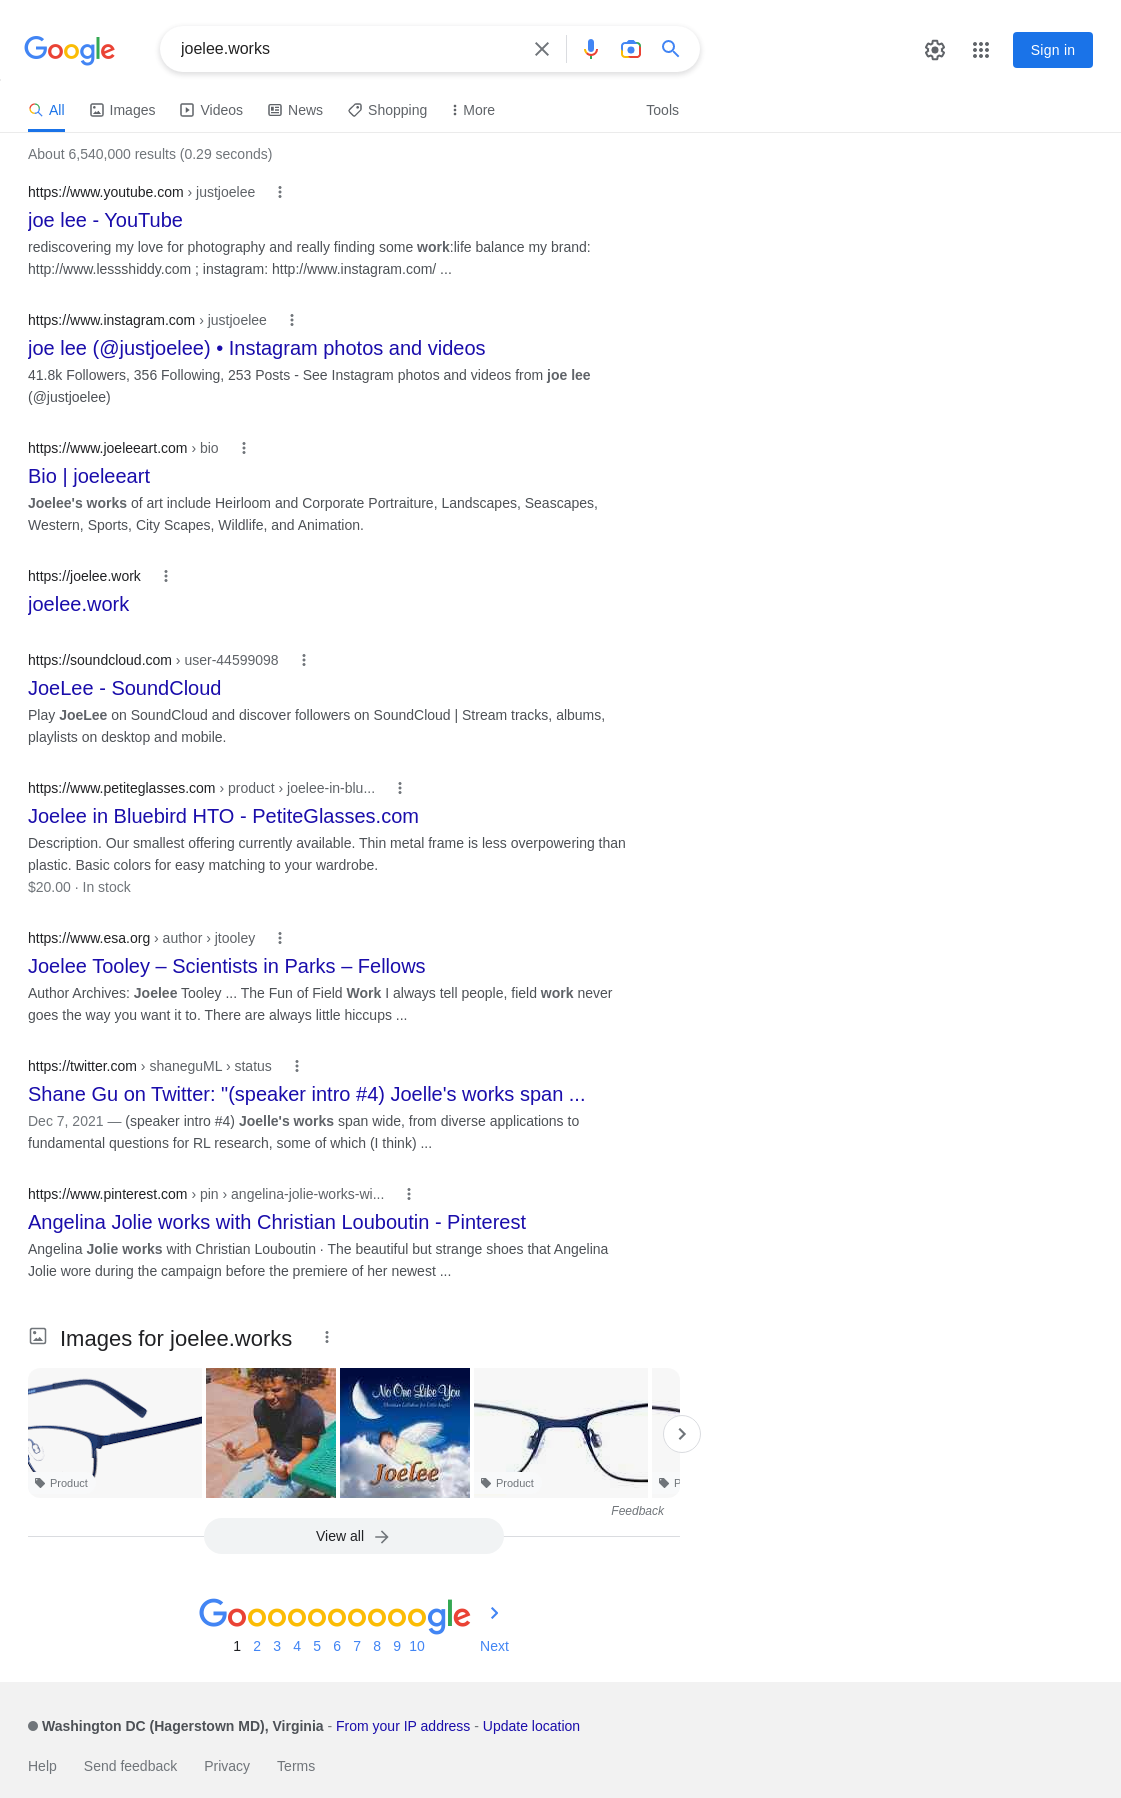 Google
joelee.works
Sign in
All Images Videos News Shopping More Tools
About 6,540,000 results (0.29 seconds)
https://www.youtube.com › justjoelee
joe lee - YouTube
rediscovering my love for photography and really finding some work:life balance my brand:
http://www.lessshiddy.com ; instagram: http://www.instagram.com/ ...
https://www.instagram.com › justjoelee
joe lee (@justjoelee) • Instagram photos and videos
41.8k Followers, 356 Following, 253 Posts - See Instagram photos and videos from joe lee
(@justjoelee)
https://www.joeleeart.com › bio
Bio | joeleeart
Joelee's works of art include Heirloom and Corporate Portraiture, Landscapes, Seascapes,
Western, Sports, City Scapes, Wildlife, and Animation.
https://joelee.work
joelee.work
https://soundcloud.com › user-44599098
JoeLee - SoundCloud
Play JoeLee on SoundCloud and discover followers on SoundCloud | Stream tracks, albums,
playlists on desktop and mobile.
https://www.petiteglasses.com › product › joelee-in-blu...
Joelee in Bluebird HTO - PetiteGlasses.com
Description. Our smallest offering currently available. Thin metal frame is less overpowering than
plastic. Basic colors for easy matching to your wardrobe.
$20.00 · In stock
https://www.esa.org › author › jtooley
Joelee Tooley – Scientists in Parks – Fellows
Author Archives: Joelee Tooley ... The Fun of Field Work I always tell people, field work never
goes the way you want it to. There are always little hiccups ...
https://twitter.com › shaneguML › status
Shane Gu on Twitter: "(speaker intro #4) Joelle's works span ...
Dec 7, 2021 — (speaker intro #4) Joelle's works span wide, from diverse applications to
fundamental questions for RL research, some of which (I think) ...
https://www.pinterest.com › pin › angelina-jolie-works-wi...
Angelina Jolie works with Christian Louboutin - Pinterest
Angelina Jolie works with Christian Louboutin · The beautiful but strange shoes that Angelina
Jolie wore during the campaign before the premiere of her newest ...
Images for joelee.works
No One Like You
Christian Lullabies for Little Angels
Joelee
Product
Product
P
Feedback
View all
Goooooooooogle
1 2 3 4 5 6 7 8 9 10 Next
Washington DC (Hagerstown MD), Virginia - From your IP address - Update location
Help Send feedback Privacy Terms